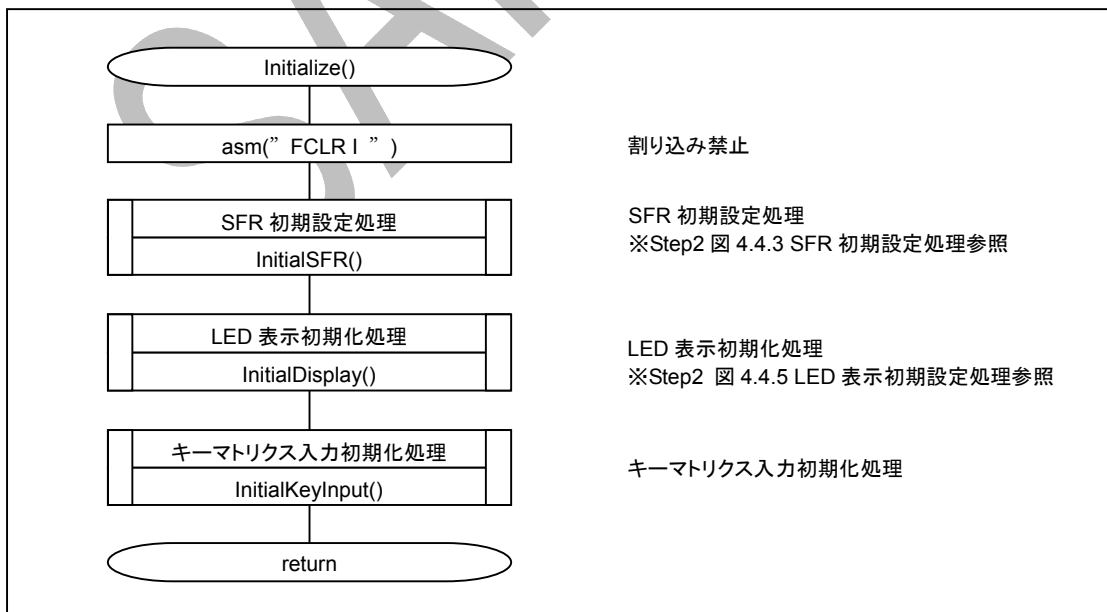 Initialize()
asm(” FCLR I ”)
割り込み禁止
SFR 初期設定処理
InitialSFR()
SFR 初期設定処理
※Step2 図 4.4.3 SFR 初期設定処理参照
LED 表示初期化処理
InitialDisplay()
LED 表示初期化処理
※Step2 図 4.4.5 LED 表示初期設定処理参照
キーマトリクス入力初期化処理
InitialKeyInput()
キーマトリクス入力初期化処理
return